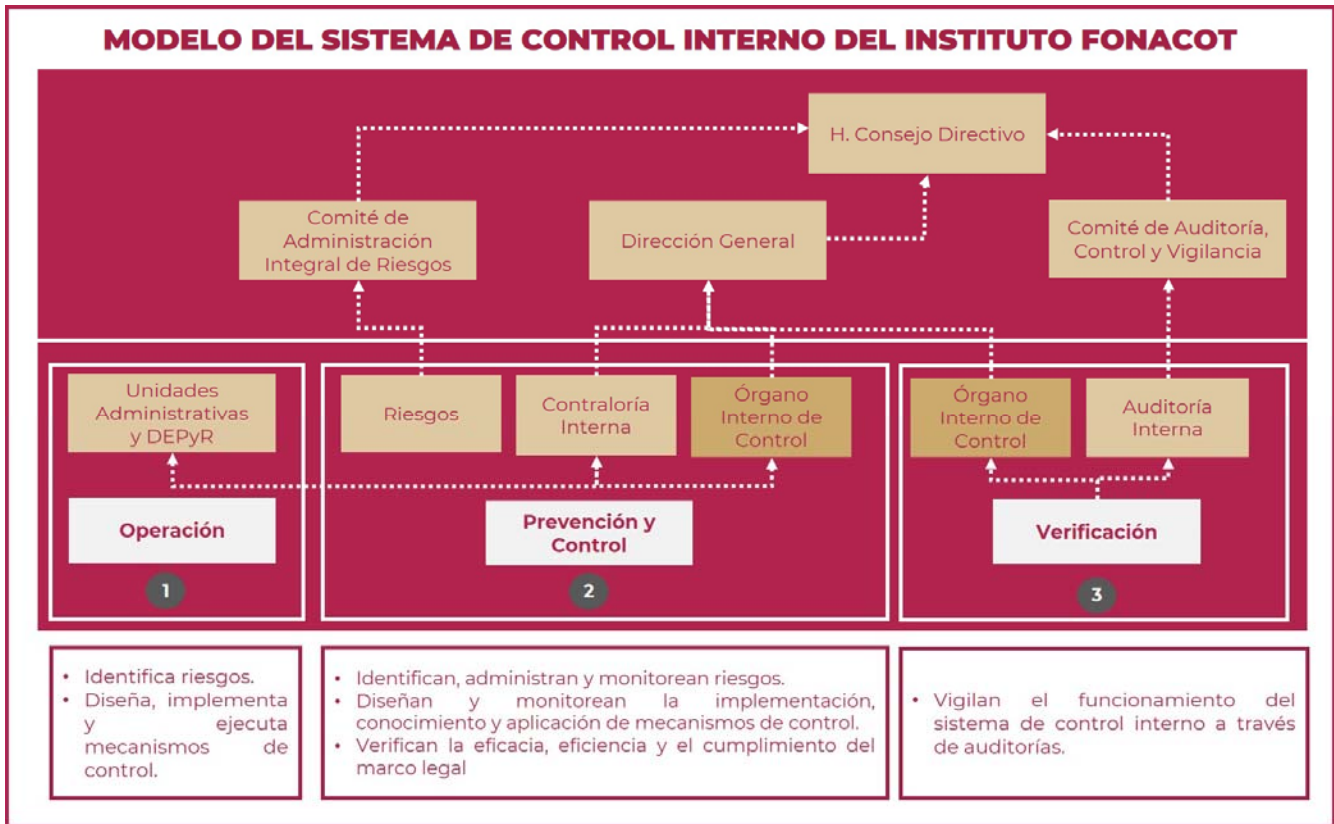 MODELO DEL SISTEMA DE CONTROL INTERNO DEL INSTITUTO FONACOT
H. Consejo Directivo
Comité de
Administración
Integral de Riesgos
Dirección General
Comité de Auditoría,
Control y Vigilancia
Unidades
Administrativas
y DEPyR
Riesgos
Contraloría
Interna
Órgano
Interno de
Control
Órgano
Interno de
Control
Auditoría
Interna
Operación
Prevención y
Control
Verificación
1
2
3
• Identifica riesgos.
• Diseña, implementa
y ejecuta
mecanismos de
control.
• Identifican, administran y monitorean riesgos.
• Diseñan y monitorean la implementación,
conocimiento y aplicación de mecanismos de control.
• Verifican la eficacia, eficiencia y el cumplimiento del
marco legal
• Vigilan el funcionamiento del
sistema de control interno a través
de auditorías.